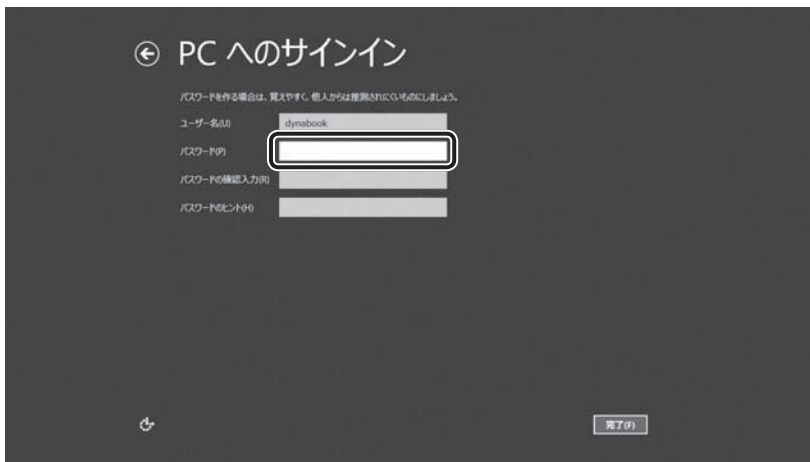 PC へのサインイン
パスワードを作る場合は、覚えやすく、他人からは推測されにくいものにしましょう。
ユーザー名(U)
dynabook
パスワード(P)
パスワードの確認入力(R)
パスワードのヒント(H)
完了(F)